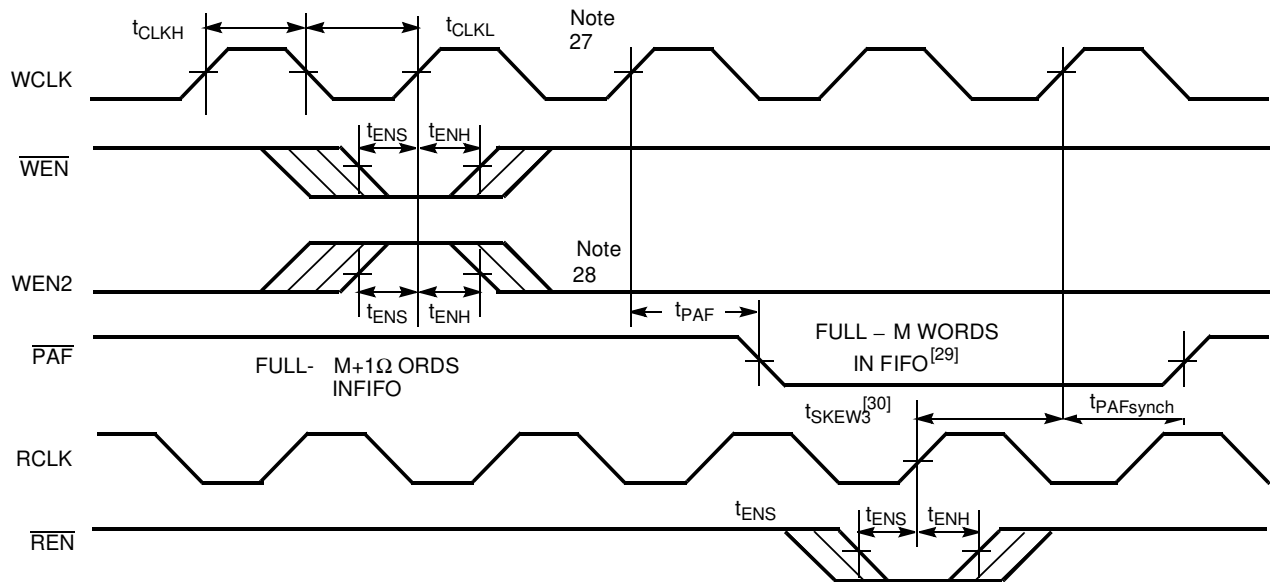 tCLKH
tCLKL
Note
27
WCLK
tENS
tENH
WEN
Note
28
WEN2
tENS
tENH
tPAF
PAF
FULL – M WORDS
IN FIFO[29]
FULL- M+1Ω ORDS
INFIFO
tSKEW3[30]
tPAFsynch
RCLK
tENS
tENS
tENH
REN